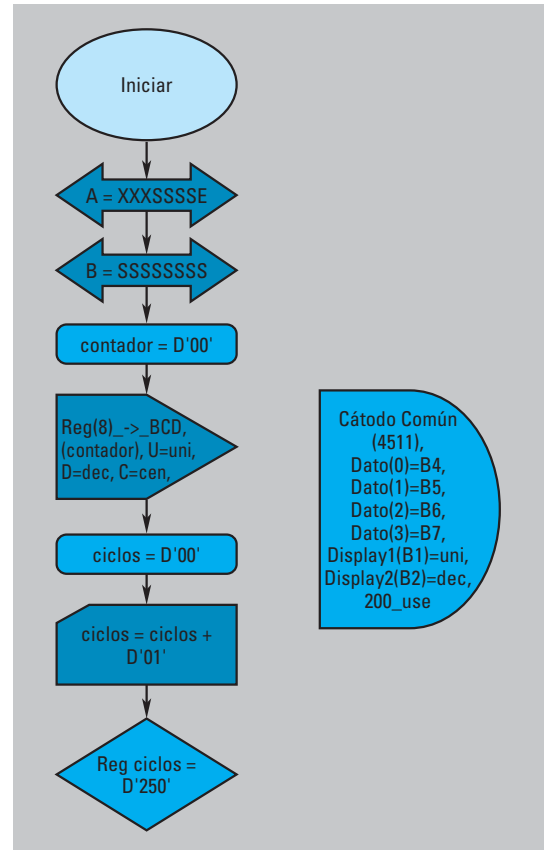 Iniciar
A = XXXSSSSE
B = SSSSSSSS
contador = D'00'
Reg(8)_->_BCD,
(contador), U=uni,
D=dec, C=cen,
ciclos = D'00'
ciclos = ciclos +
D'01'
Reg ciclos =
D'250'
Cátodo Común
(4511),
Dato(0)=B4,
Dato(1)=B5,
Dato(2)=B6,
Dato(3)=B7,
Display1(B1)=uni,
Display2(B2)=dec,
200_use